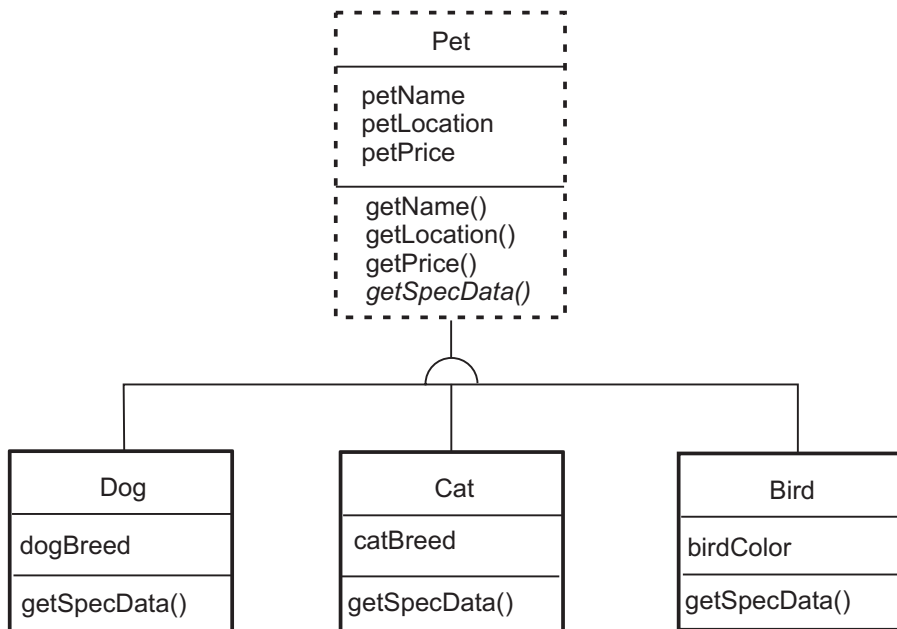 Pet
petName
petLocation
petPrice
getName()
getLocation()
getPrice()
getSpecData()
Dog
dogBreed
getSpecData()
Cat
catBreed
getSpecData()
Bird
birdColor
getSpecData()